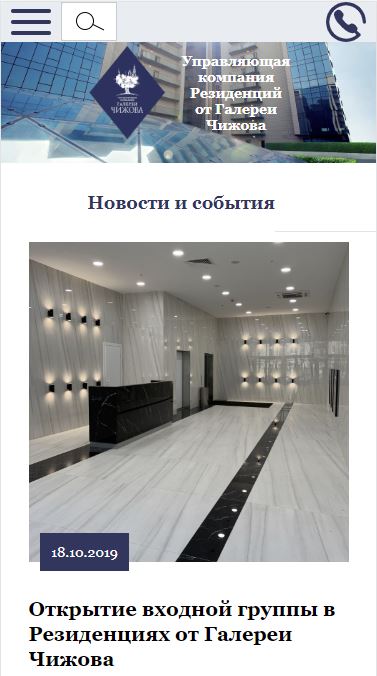 ГАЛЕРЕИ
ЧИЖОВА
Управляющая
компания
Резиденций
от Галереи
Чижова
Новости и события
18.10.2019
Открытие входной группы в
Резиденциях от Галереи
Чижова